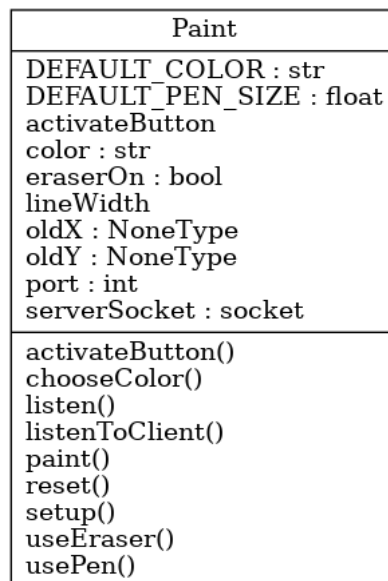 Paint
DEFAULT_COLOR : str
DEFAULT_PEN_SIZE : float
activateButton
color : str
eraserOn : bool
lineWidth
oldX : NoneType
oldY : NoneType
port : int
serverSocket : socket
activateButton()
chooseColor()
listen()
listenToClient()
paint()
reset()
setup()
useEraser()
usePen()